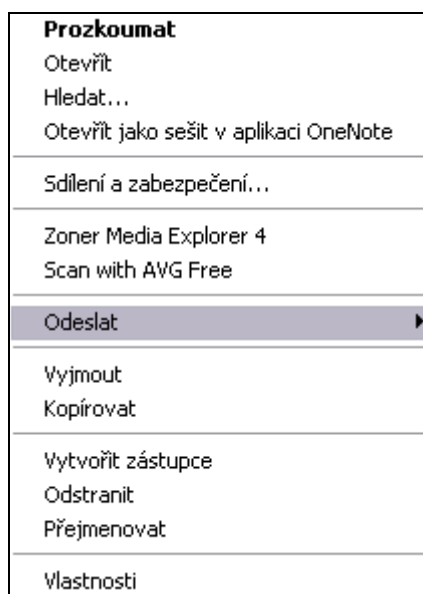 Prozkoumat
Otevřít
Hledat...
Otevřít jako sešit v aplikaci OneNote
Sdílení a zabezpečení...
Zoner Media Explorer 4
Scan with AVG Free
Odeslat
Vyjmout
Kopírovat
Vytvořit zástupce
Odstranit
Přejmenovat
Vlastnosti